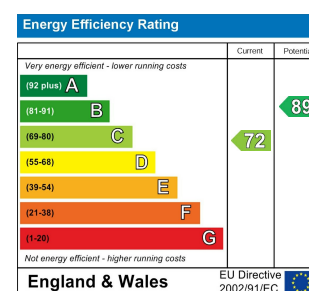 Energy Efficiency Rating
Current Potenti
Very energy efficient - lower running costs
(92 plus) A
(81-91) B 89
(69-80) C 72
(55-68) D
(39-54) E
(21-38) F
(1-20) G
Not energy efficient - higher running costs
England & Wales
EU Directive
2002/91/EC